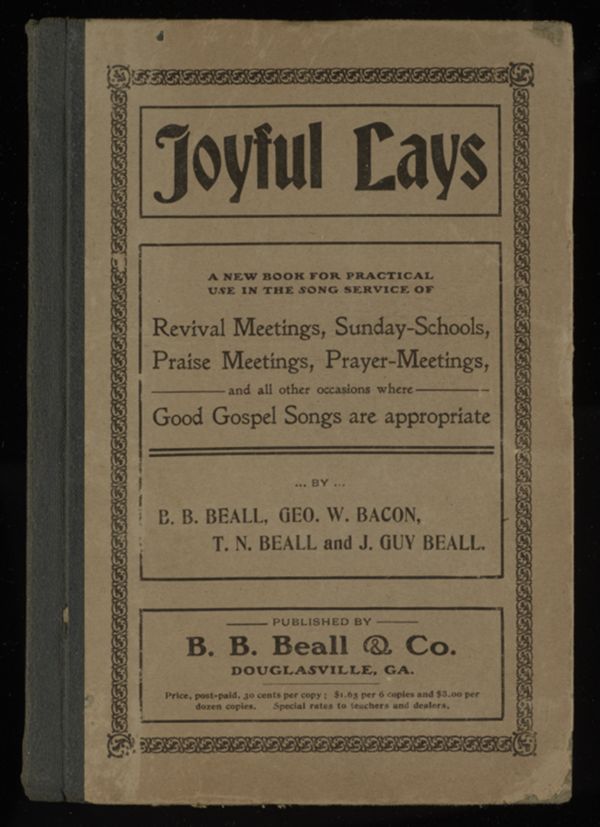 Joyful Lays
A NEW BOOK FOR PRACTICAL
USE IN THE SONG SERVICE OF
Revival Meetings, Sunday-Schools,
Praise Meetings, Prayer-Meetings,
and all other occasions where
Good Gospel Songs are appropriate
... BY ...
B. B. BEALL, GEO. W. BACON,
T. N. BEALL and J. GUY BEALL.
PUBLISHED BY
B. B. Beall & Co.
DOUGLASVILLE, GA.
Price, post-paid, 30 cents per copy; $1.63 per 6 copies and $3.00 per
dozen copies. Special rates to teachers and dealers.